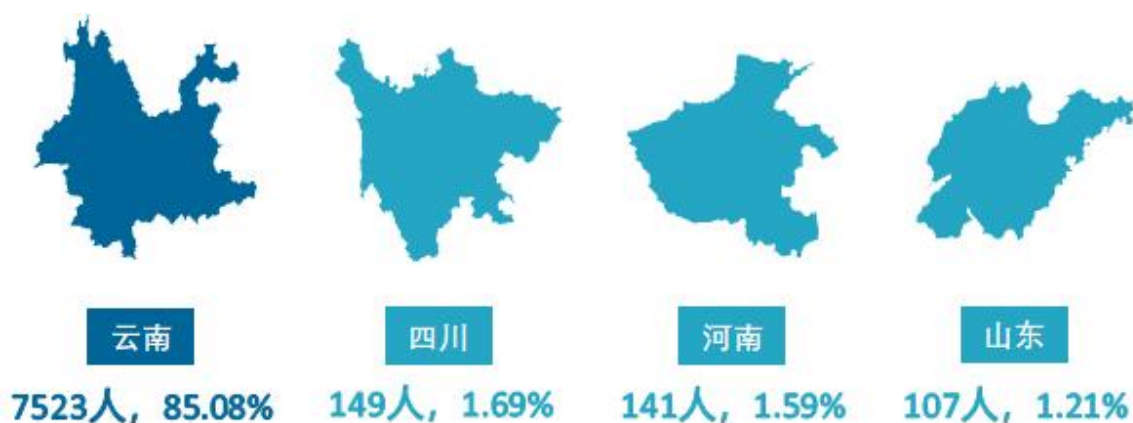 云南
四川
河南
山东
7523人，85.08%
149人，1.69%
141人，1.59%
107人，1.21%